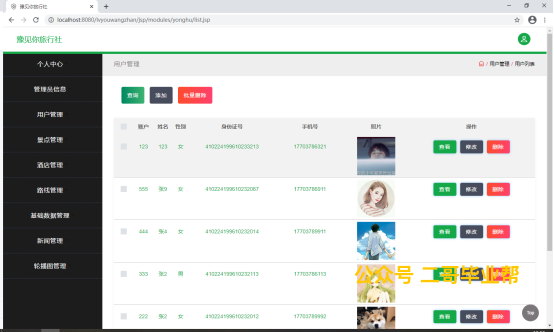 豫见你旅行社
localhost:8080/lvyouwangzhan/jsp/modules/yonghu/list.jsp
豫见你旅行社
个人中心
管理员信息
用户管理
景点管理
酒店管理
路线管理
基础数据管理
新闻管理
轮播图管理
用户管理
/ 用户管理 / 用户列表
查询 添加 批量删除
账户 姓名 性别 身份证号 手机号 照片 操作
123 123 女 410224199610233213 17703786321 查看 修改 删除
555 张5 女 410224199610232087 17703786911 查看 修改 删除
444 张4 女 410224199610232014 17703789911 查看 修改 删除
333 张3 男 410224199610232113 17703786113 查看 修改 删除
公众号 二哥毕业帮
222 张2 女 410224199610232012 17703788992 查看 修改 删除
Top